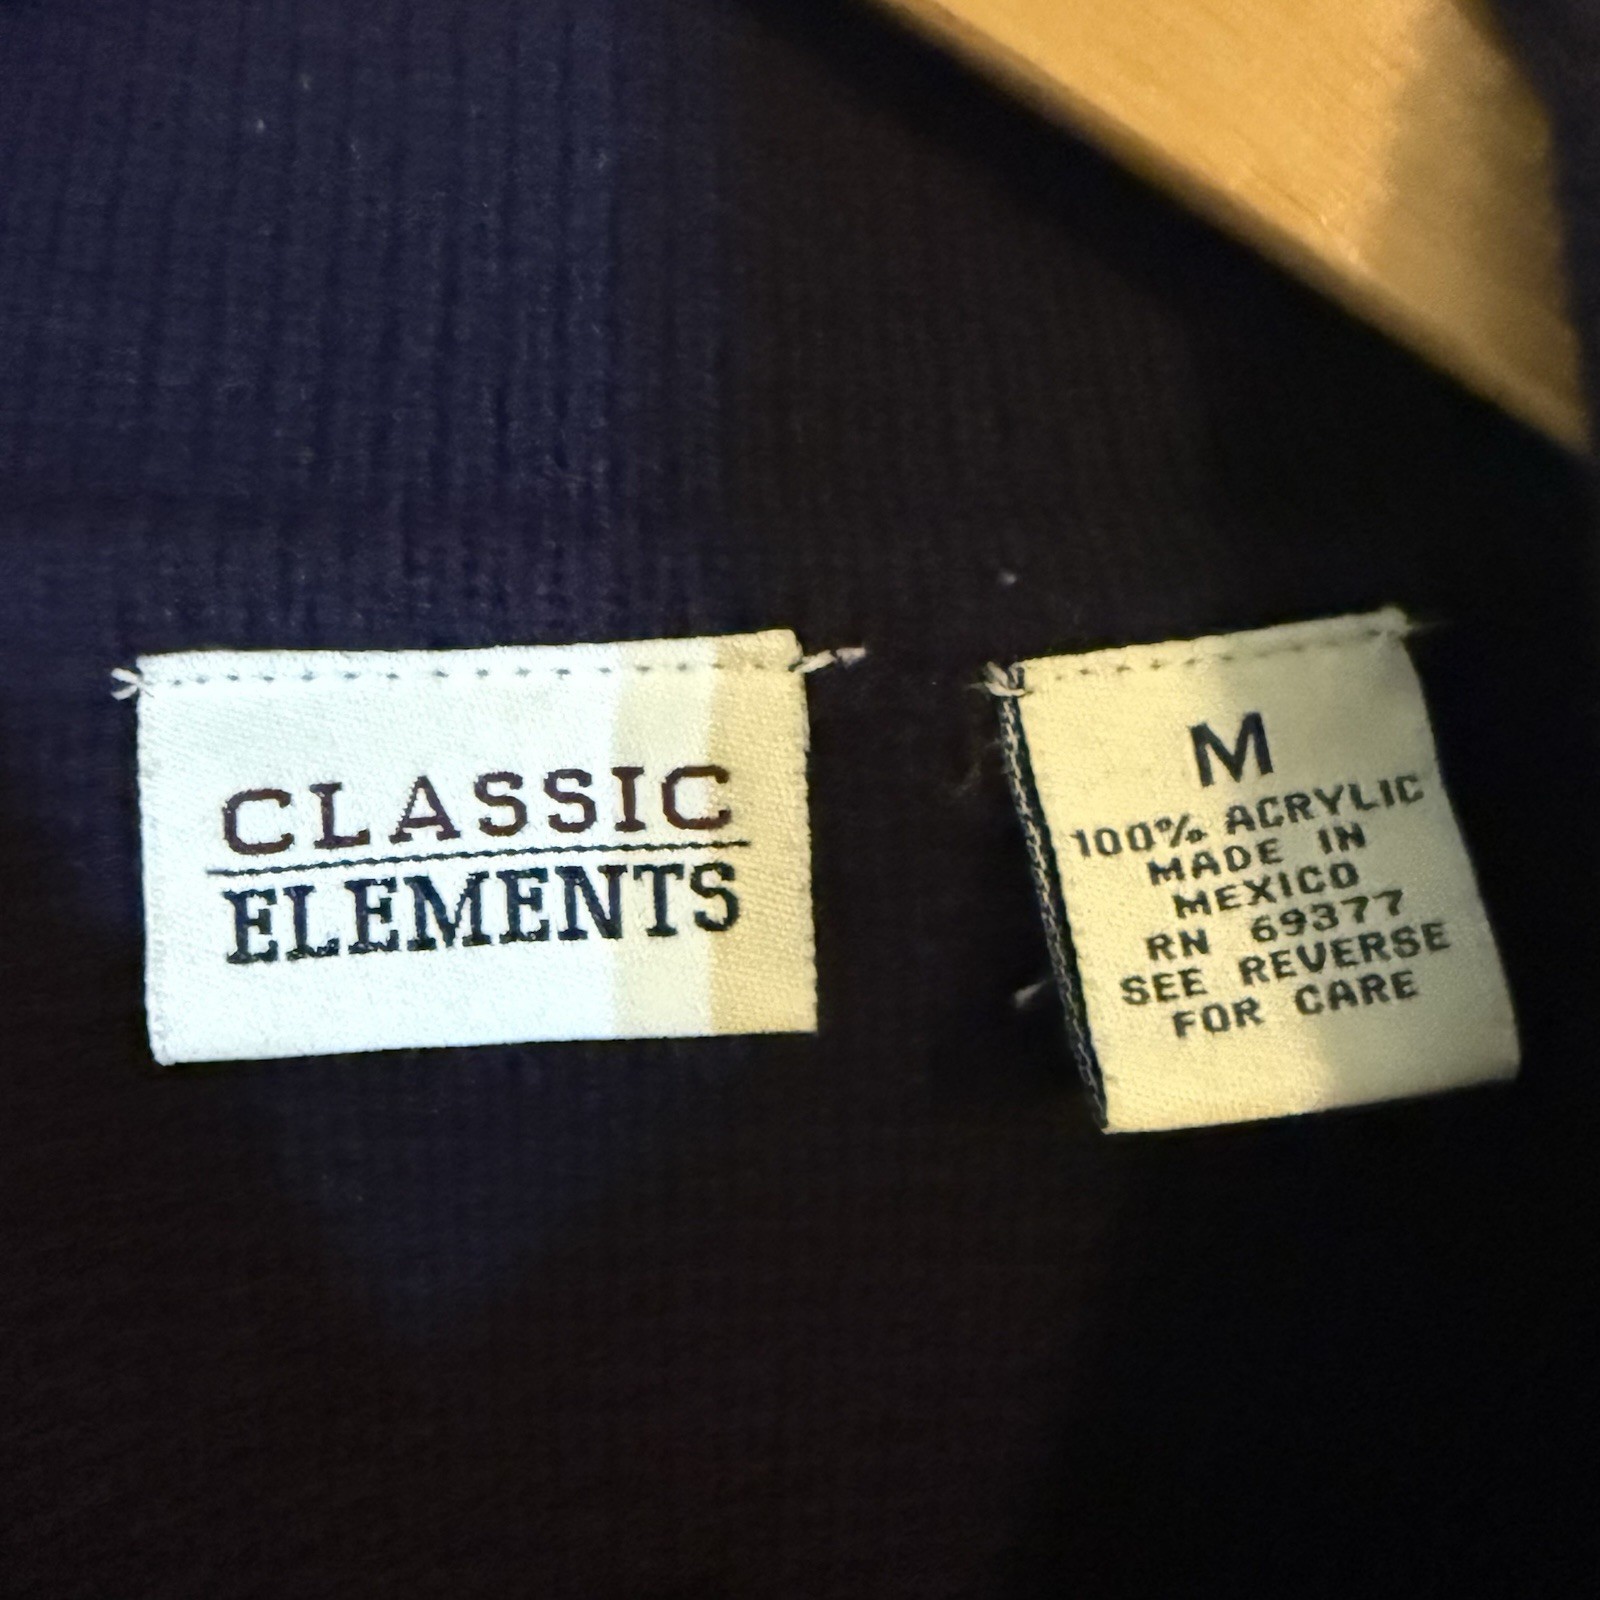 CLASSIC
ELEMENTS
M
100% ACRYLIC
MADE IN
MEXICO
RN 69377
SEE REVERSE
FOR CARE